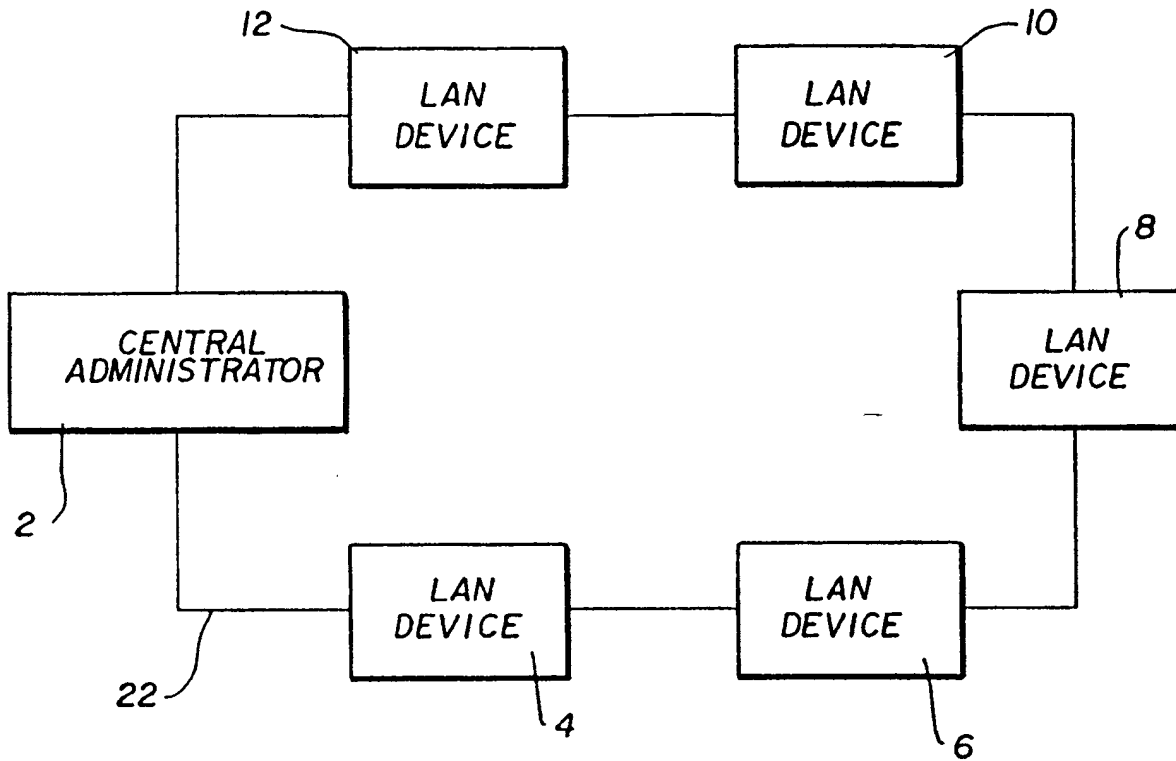 12
10
LAN
DEVICE
LAN
DEVICE
8
CENTRAL
ADMINISTRATOR
LAN
DEVICE
2
LAN
DEVICE
LAN
DEVICE
22
4
6